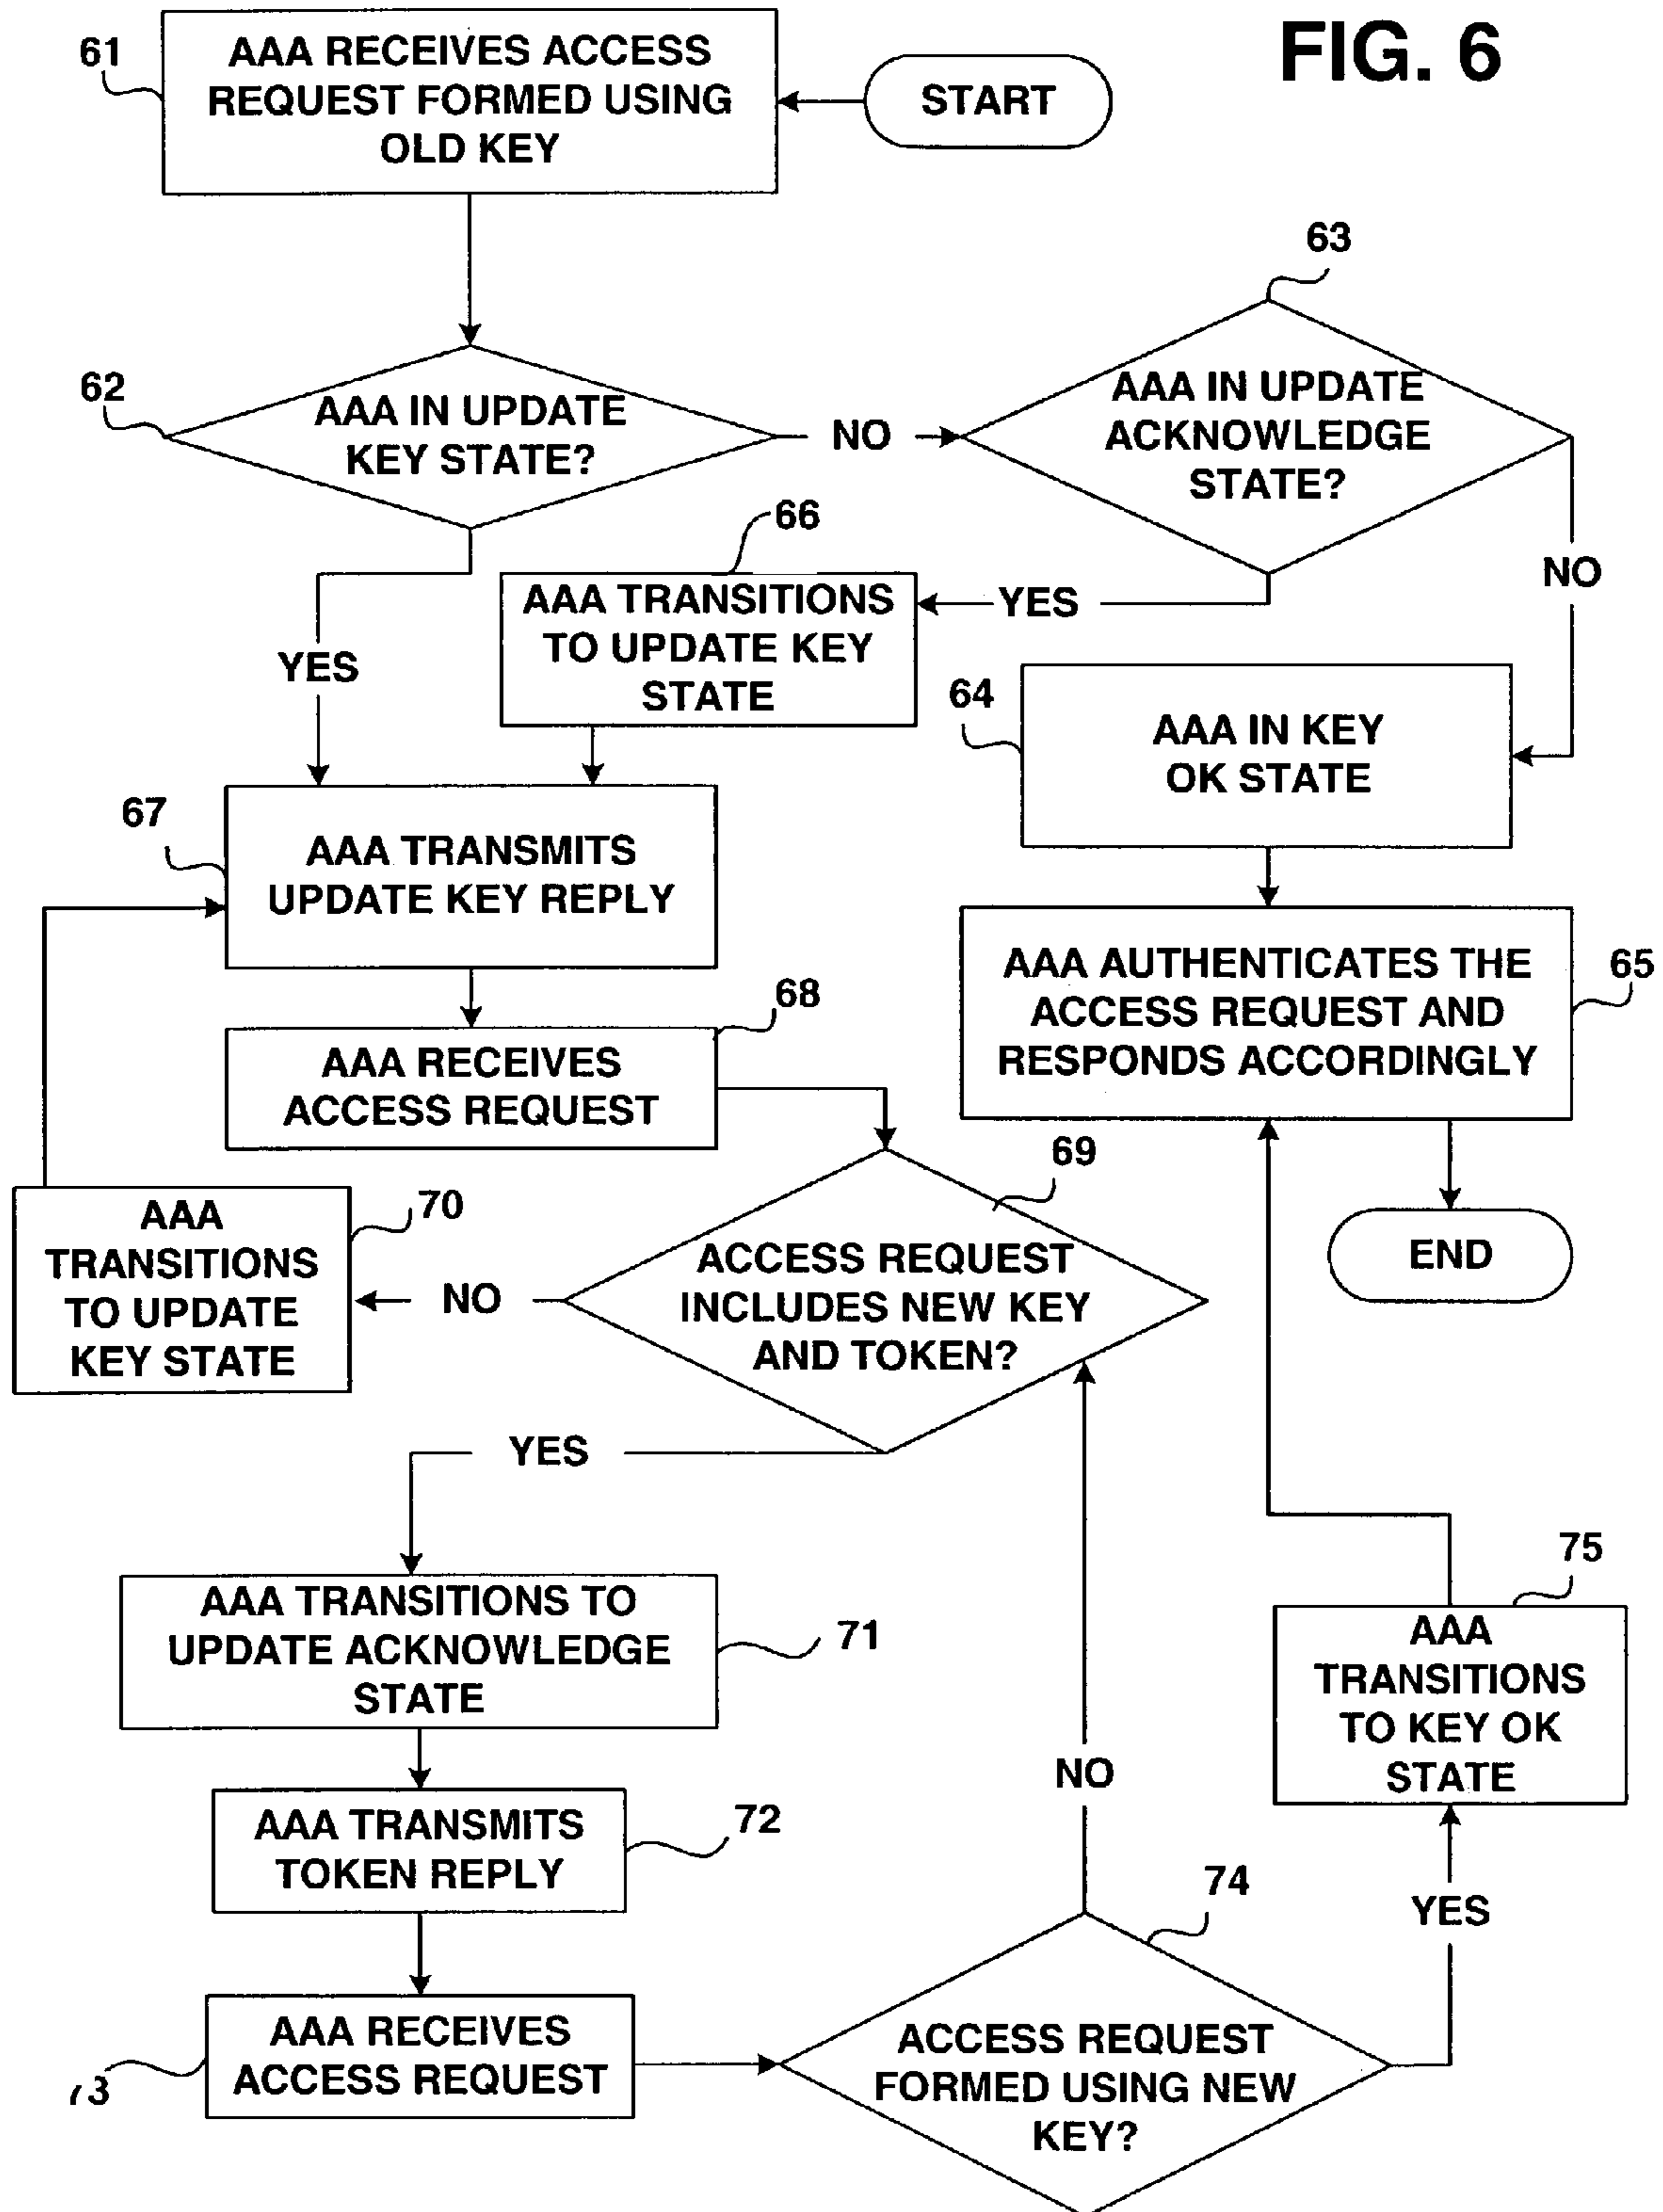 FIG. 6
61
AAA RECEIVES ACCESS
REQUEST FORMED USING
OLD KEY
START
62
AAA IN UPDATE
KEY STATE?
NO
63
AAA IN UPDATE
ACKNOWLEDGE
STATE?
NO
YES
66
AAA TRANSITIONS
TO UPDATE KEY
STATE
YES
64
AAA IN KEY
OK STATE
67
AAA TRANSMITS
UPDATE KEY REPLY
65
AAA AUTHENTICATES THE
ACCESS REQUEST AND
RESPONDS ACCORDINGLY
68
AAA RECEIVES
ACCESS REQUEST
END
69
ACCESS REQUEST
INCLUDES NEW KEY
AND TOKEN?
NO
70
AAA
TRANSITIONS
TO UPDATE
KEY STATE
YES
71
AAA TRANSITIONS TO
UPDATE ACKNOWLEDGE
STATE
72
AAA TRANSMITS
TOKEN REPLY
73
AAA RECEIVES
ACCESS REQUEST
74
ACCESS REQUEST
FORMED USING NEW
KEY?
NO
YES
75
AAA
TRANSITIONS
TO KEY OK
STATE